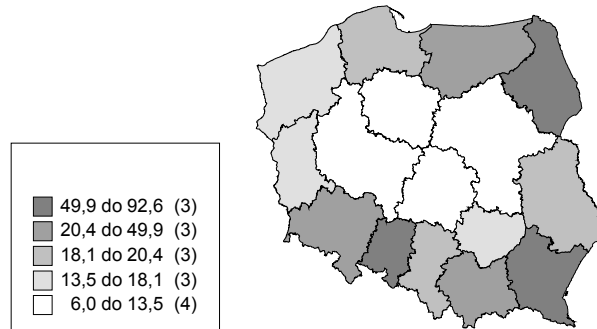 49,9 do 92,6 (3)
20,4 do 49,9 (3)
18,1 do 20,4 (3)
13,5 do 18,1 (3)
6,0 do 13,5 (4)